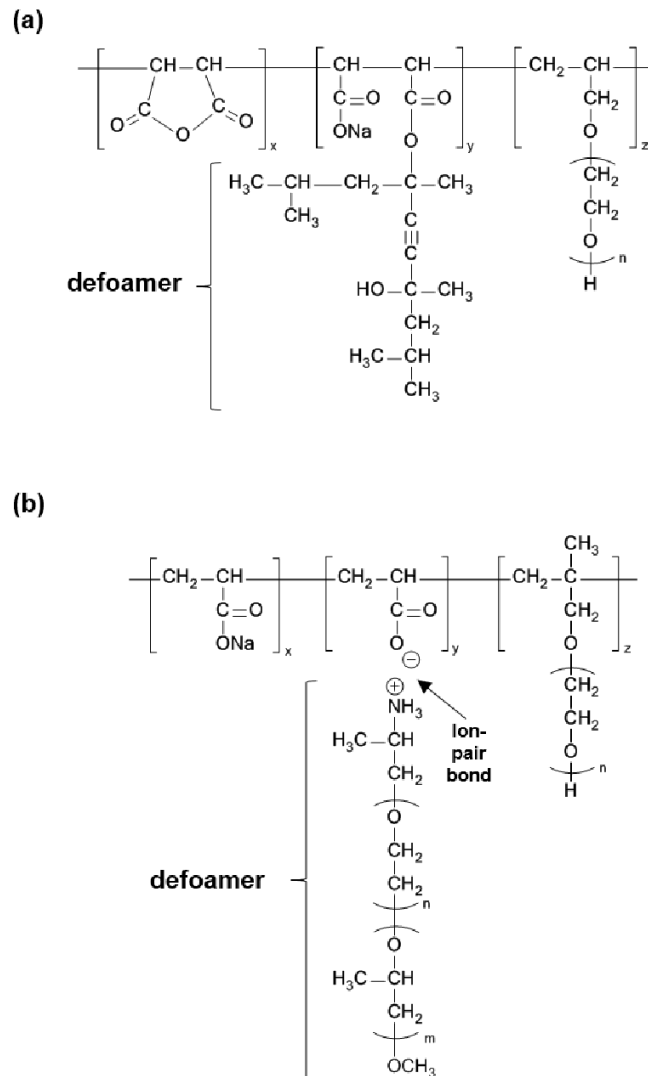 (a)
CH CH CH CH CH₂ CH
C C C=O C=O CH₂
O O O ONa O O
x y z
CH₂
H₃C—CH—CH₂—C—CH₃ CH₂
CH₃ C O
C n
defoamer H
HO—C—CH₃
CH₂
H₃C—CH
CH₃
(b)
CH₃
CH₂—CH CH₂—CH CH₂—C
C=O C=O CH₂
ONa O O
x y z
⊖ CH₂
⊕ CH₂
NH₃ Ion-
H₃C—CH pair O
CH₂ bond n
O H
CH₂
defoamer CH₂
n
O
H₃C—CH
CH₂
m
OCH₃